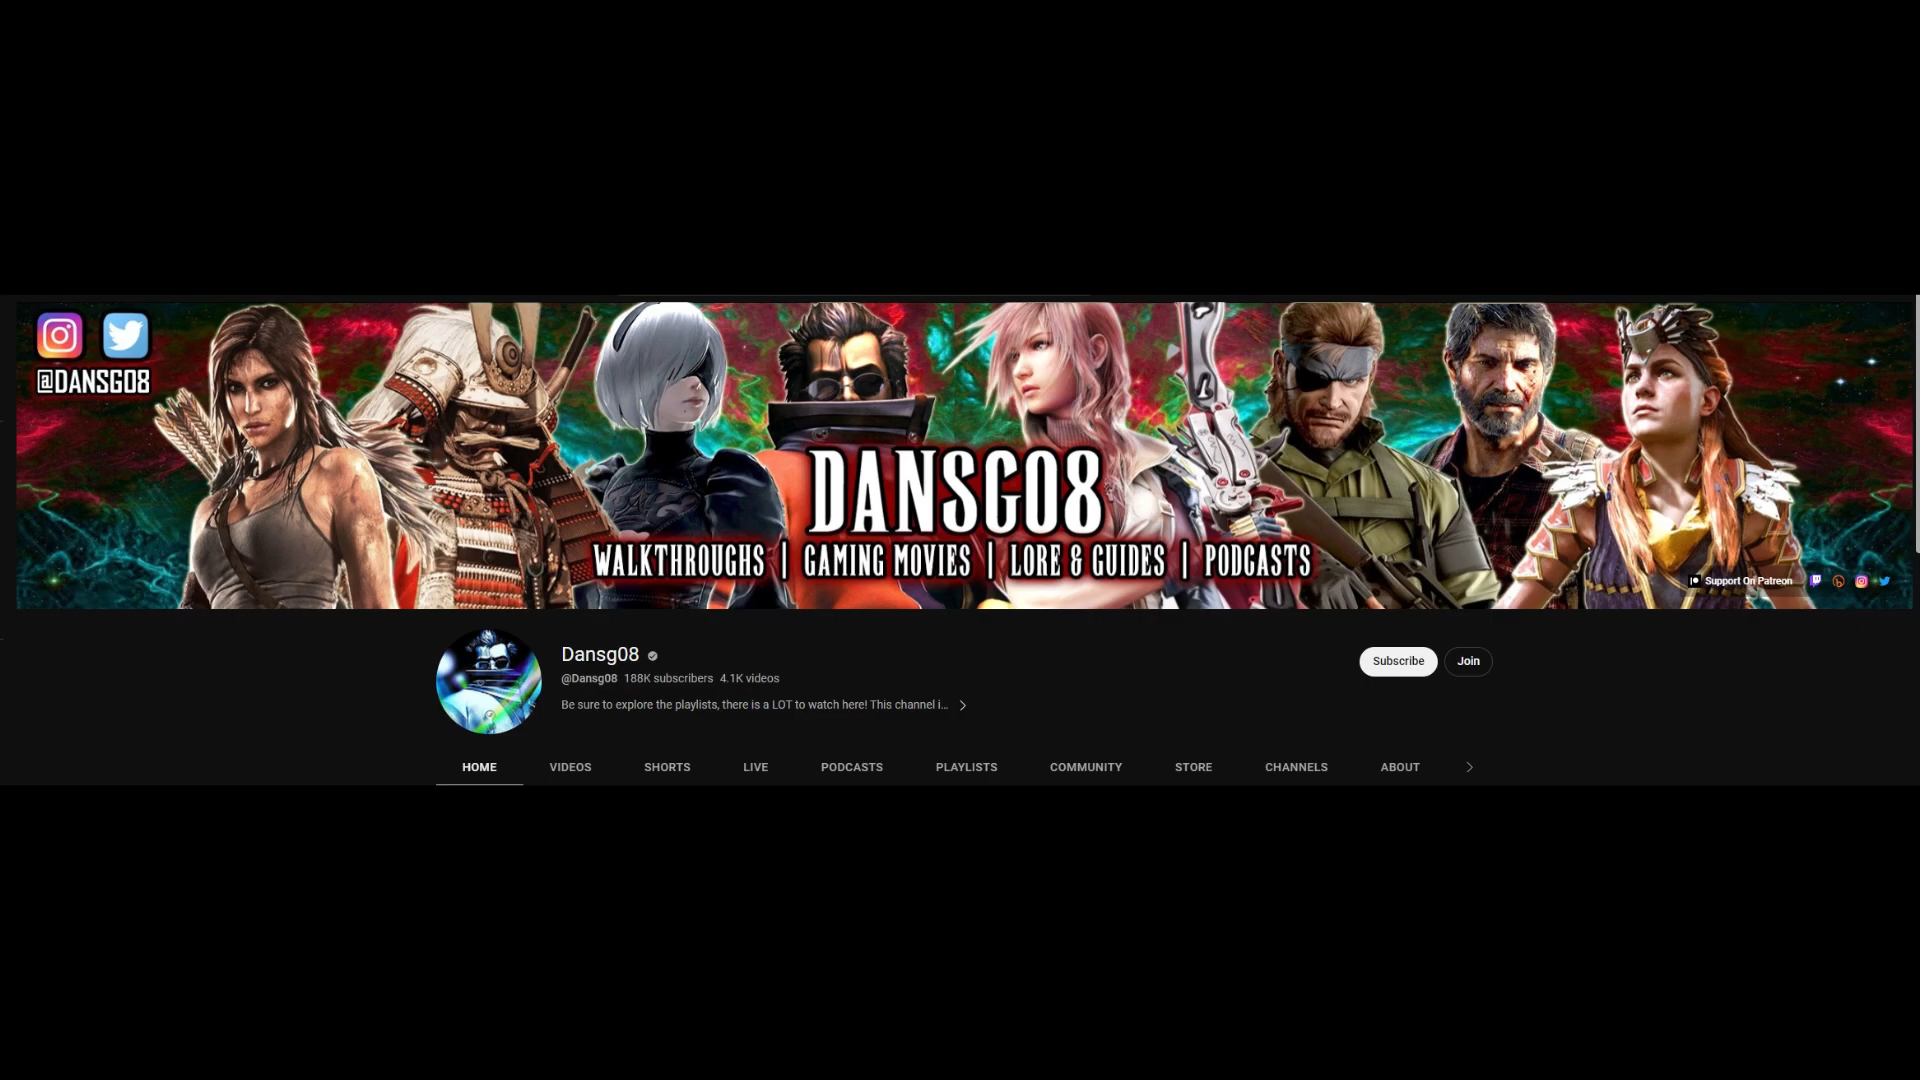 @DANSG08
DANSG08
WALKTHROUGHS | GAMING MOVIES | LORE & GUIDES | PODCASTS
Support On Patreon
Dansg08
Subscribe
Join
@Dansg08 188K subscribers 4.1K videos
Be sure to explore the playlists, there is a LOT to watch here! This channel i...
HOME VIDEOS SHORTS LIVE PODCASTS PLAYLISTS COMMUNITY STORE CHANNELS ABOUT